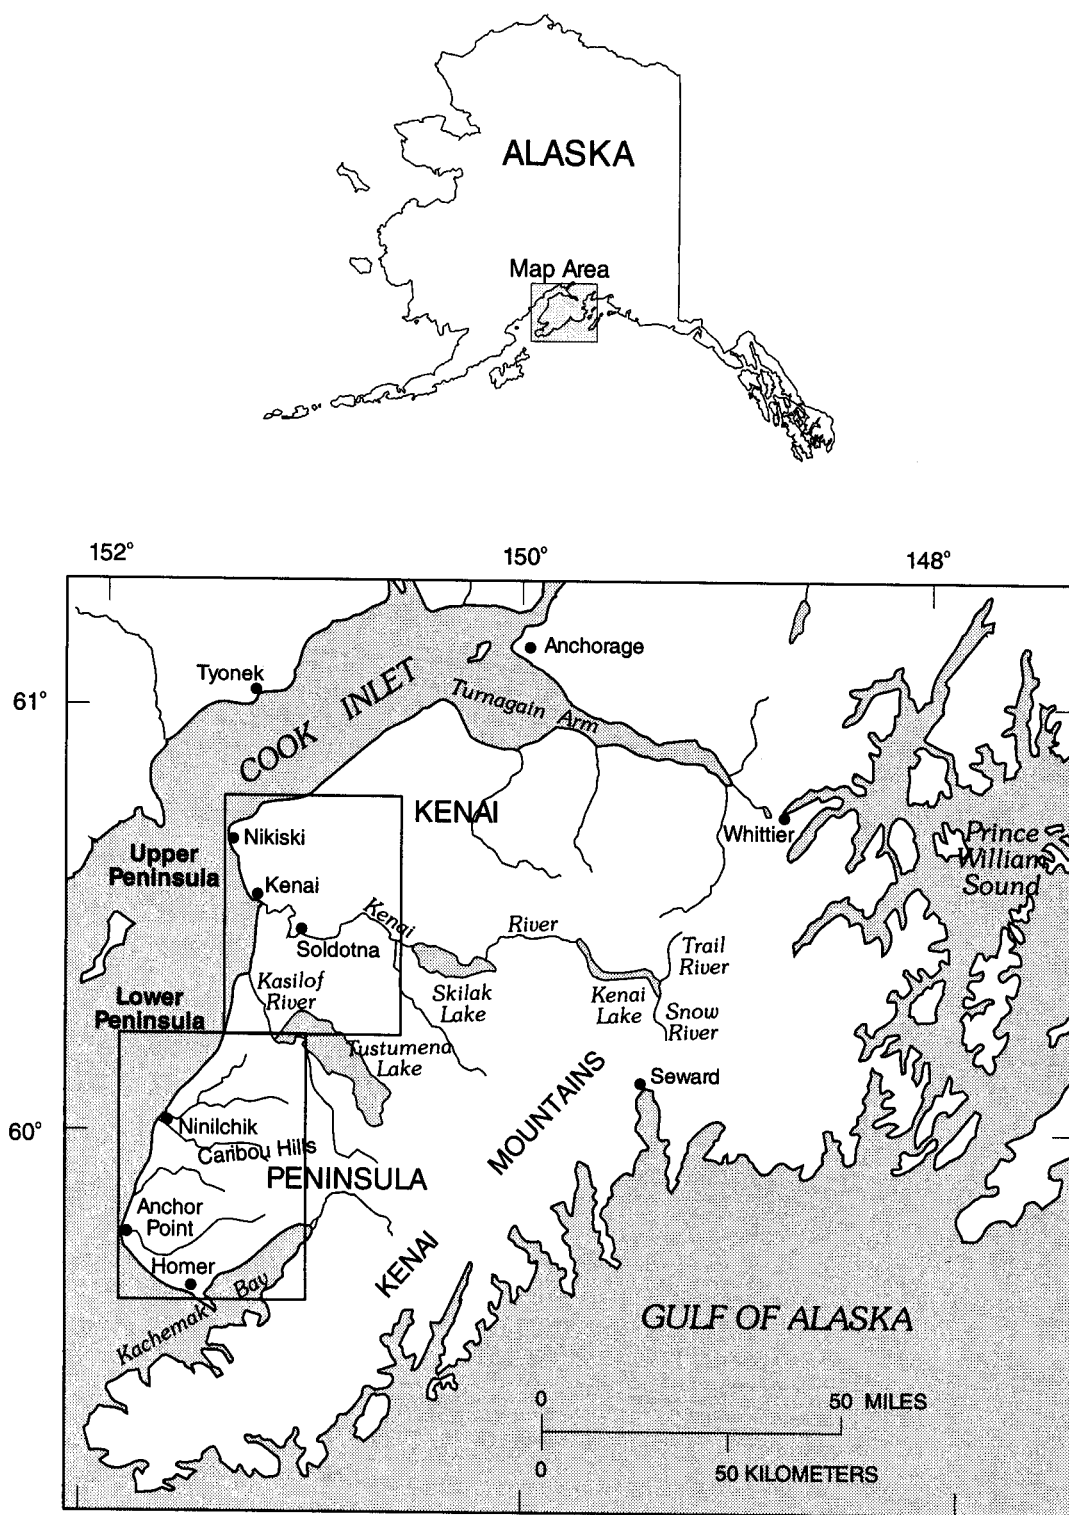 ALASKA
Map Area
152°
150°
148°
61°
60°
Anchorage
Tyonek
COOK INLET
Turnagain Arm
KENAI
Nikiski
Whittier
Prince
William
Sound
Upper
Peninsula
Kenai
Soldotna
Kenai River
Trail
River
Kasilof
River
Skilak
Lake
Kenai
Lake
Snow
River
Lower
Peninsula
Tustumena
Lake
Seward
MOUNTAINS
Ninilchik
Caribou Hills
PENINSULA
Anchor
Point
KENAI
Homer
Kachemak Bay
GULF OF ALASKA
0 50 MILES
0 50 KILOMETERS